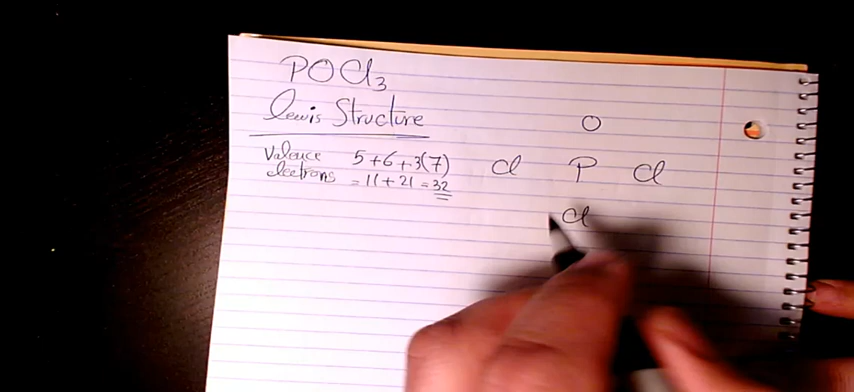 POCl3
lewis Structure
Valence electrons 5+6+3(7)
=11+21=32
O
Cl P Cl
Cl